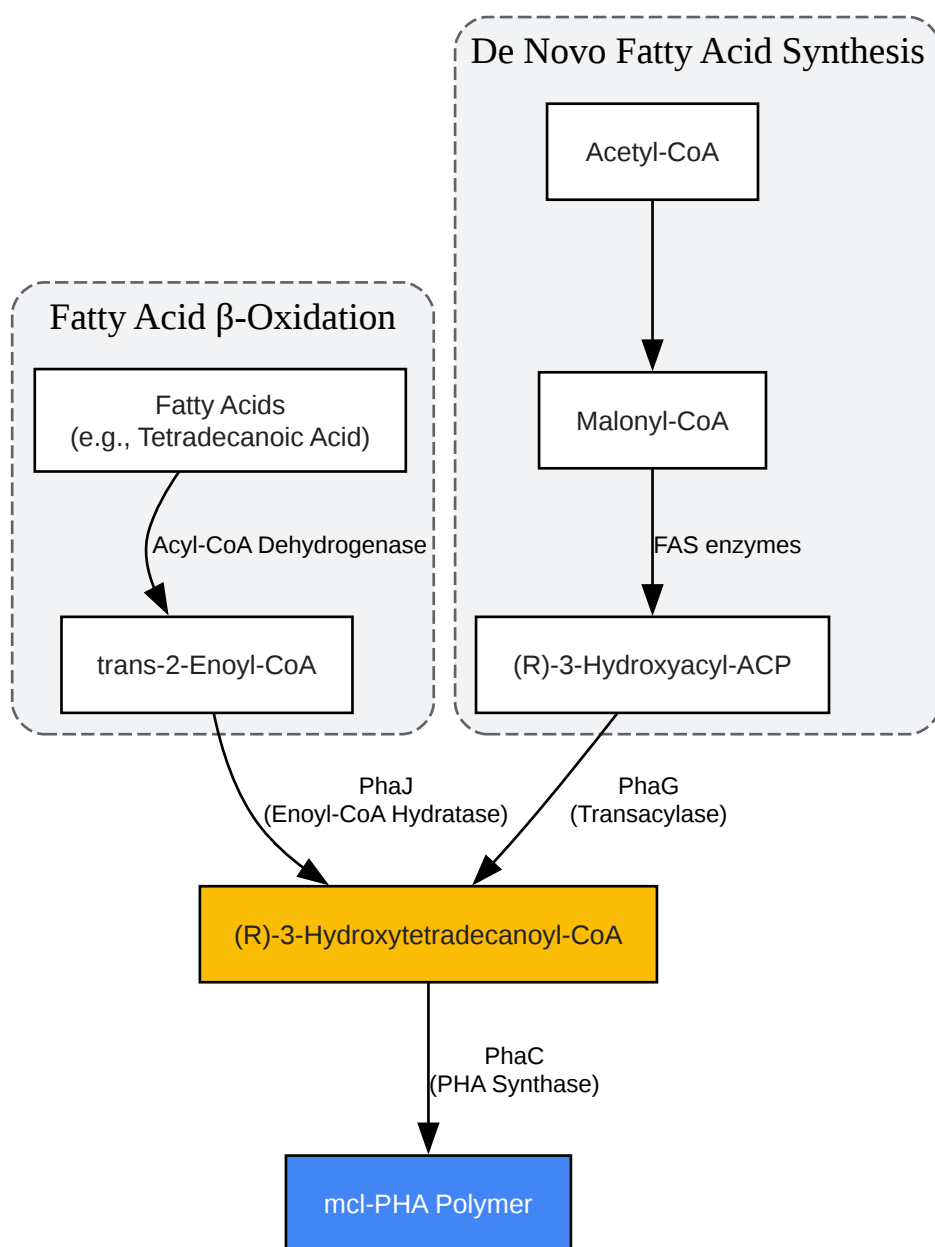 De Novo Fatty Acid Synthesis
Acetyl-CoA
Fatty Acid β-Oxidation
Fatty Acids
(e.g., Tetradecanoic Acid)
Malonyl-CoA
Acyl-CoA Dehydrogenase
FAS enzymes
trans-2-Enoyl-CoA
(R)-3-Hydroxyacyl-ACP
PhaJ
(Enoyl-CoA Hydratase)
PhaG
(Transacylase)
(R)-3-Hydroxytetradecanoyl-CoA
PhaC
(PHA Synthase)
mcl-PHA Polymer